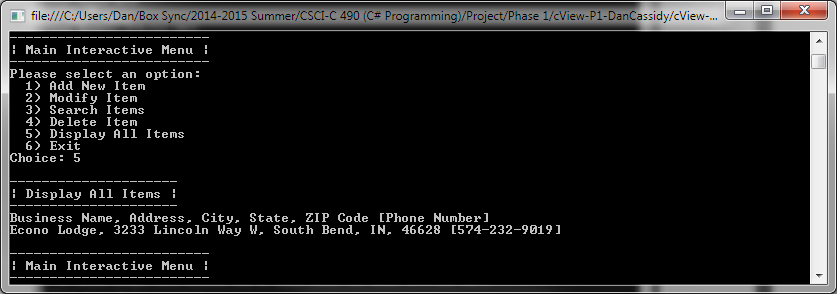 file:///C:/Users/Dan/Box Sync/2014-2015 Summer/CSCI-C 490 (C# Programming)/Project/Phase 1/cView-P1-DanCassidy/cView-...
-------------------------
| Main Interactive Menu |
-------------------------
Please select an option:
  1) Add New Item
  2) Modify Item
  3) Search Items
  4) Delete Item
  5) Display All Items
  6) Exit
Choice: 5
---------------------
| Display All Items |
---------------------
Business Name, Address, City, State, ZIP Code [Phone Number]
Econo Lodge, 3233 Lincoln Way W, South Bend, IN, 46628 [574-232-9019]
-------------------------
| Main Interactive Menu |
-------------------------